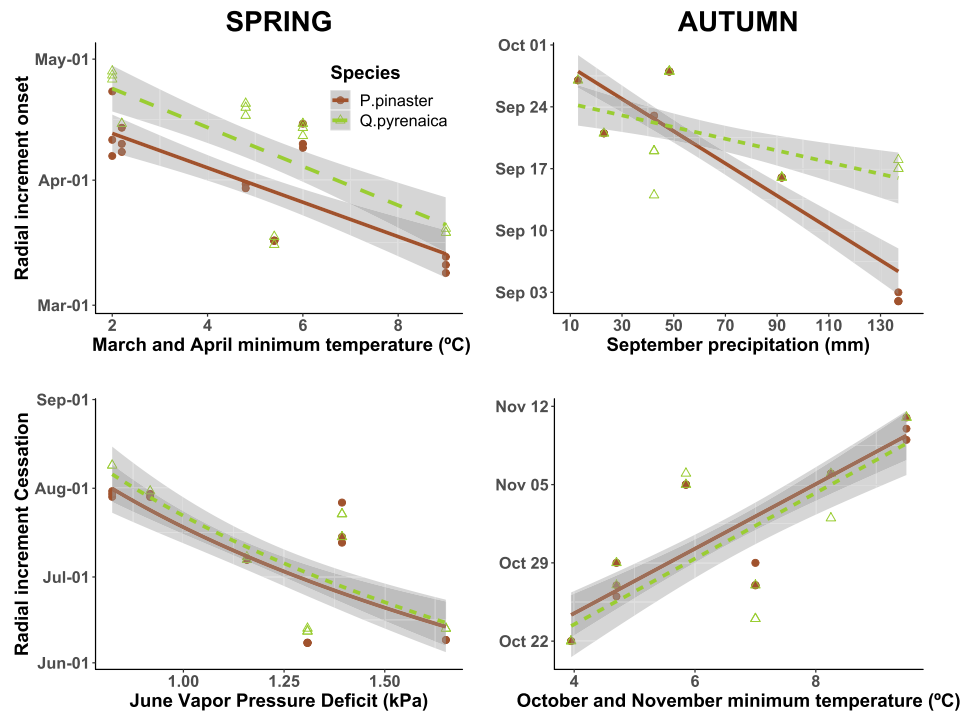 SPRING
AUTUMN
Radial increment onset
May-01
Apr-01
Mar-01
2
4
6
8
March and April minimum temperature (ºC)
Species
P.pinaster
Q.pyrenaica
Oct 01
Sep 24
Sep 17
Sep 10
Sep 03
10
30
50
70
90
110
130
September precipitation (mm)
Radial increment Cessation
Sep-01
Aug-01
Jul-01
Jun-01
1.00
1.25
1.50
June Vapor Pressure Deficit (kPa)
Nov 12
Nov 05
Oct 29
Oct 22
4
6
8
October and November minimum temperature (ºC)